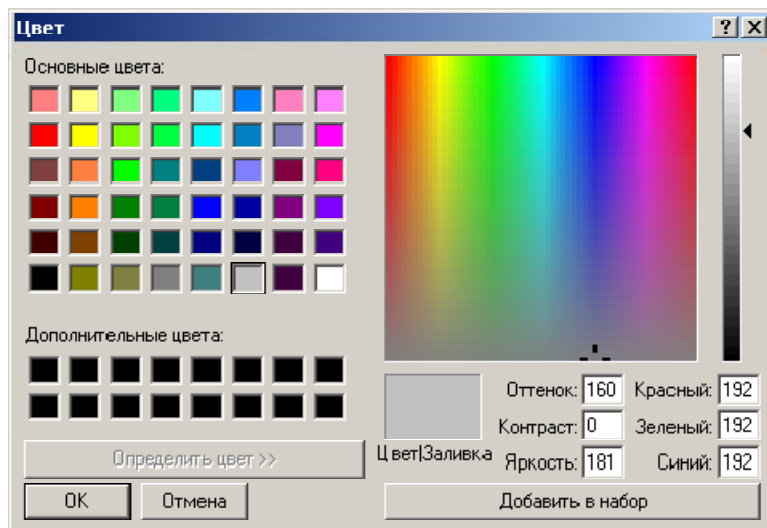 Цвет
Основные цвета:
Дополнительные цвета:
Определить цвет >>
ОК
Отмена
Цвет|Заливка
Оттенок: 160
Контраст: 0
Яркость: 181
Красный: 192
Зеленый: 192
Синий: 192
Добавить в набор